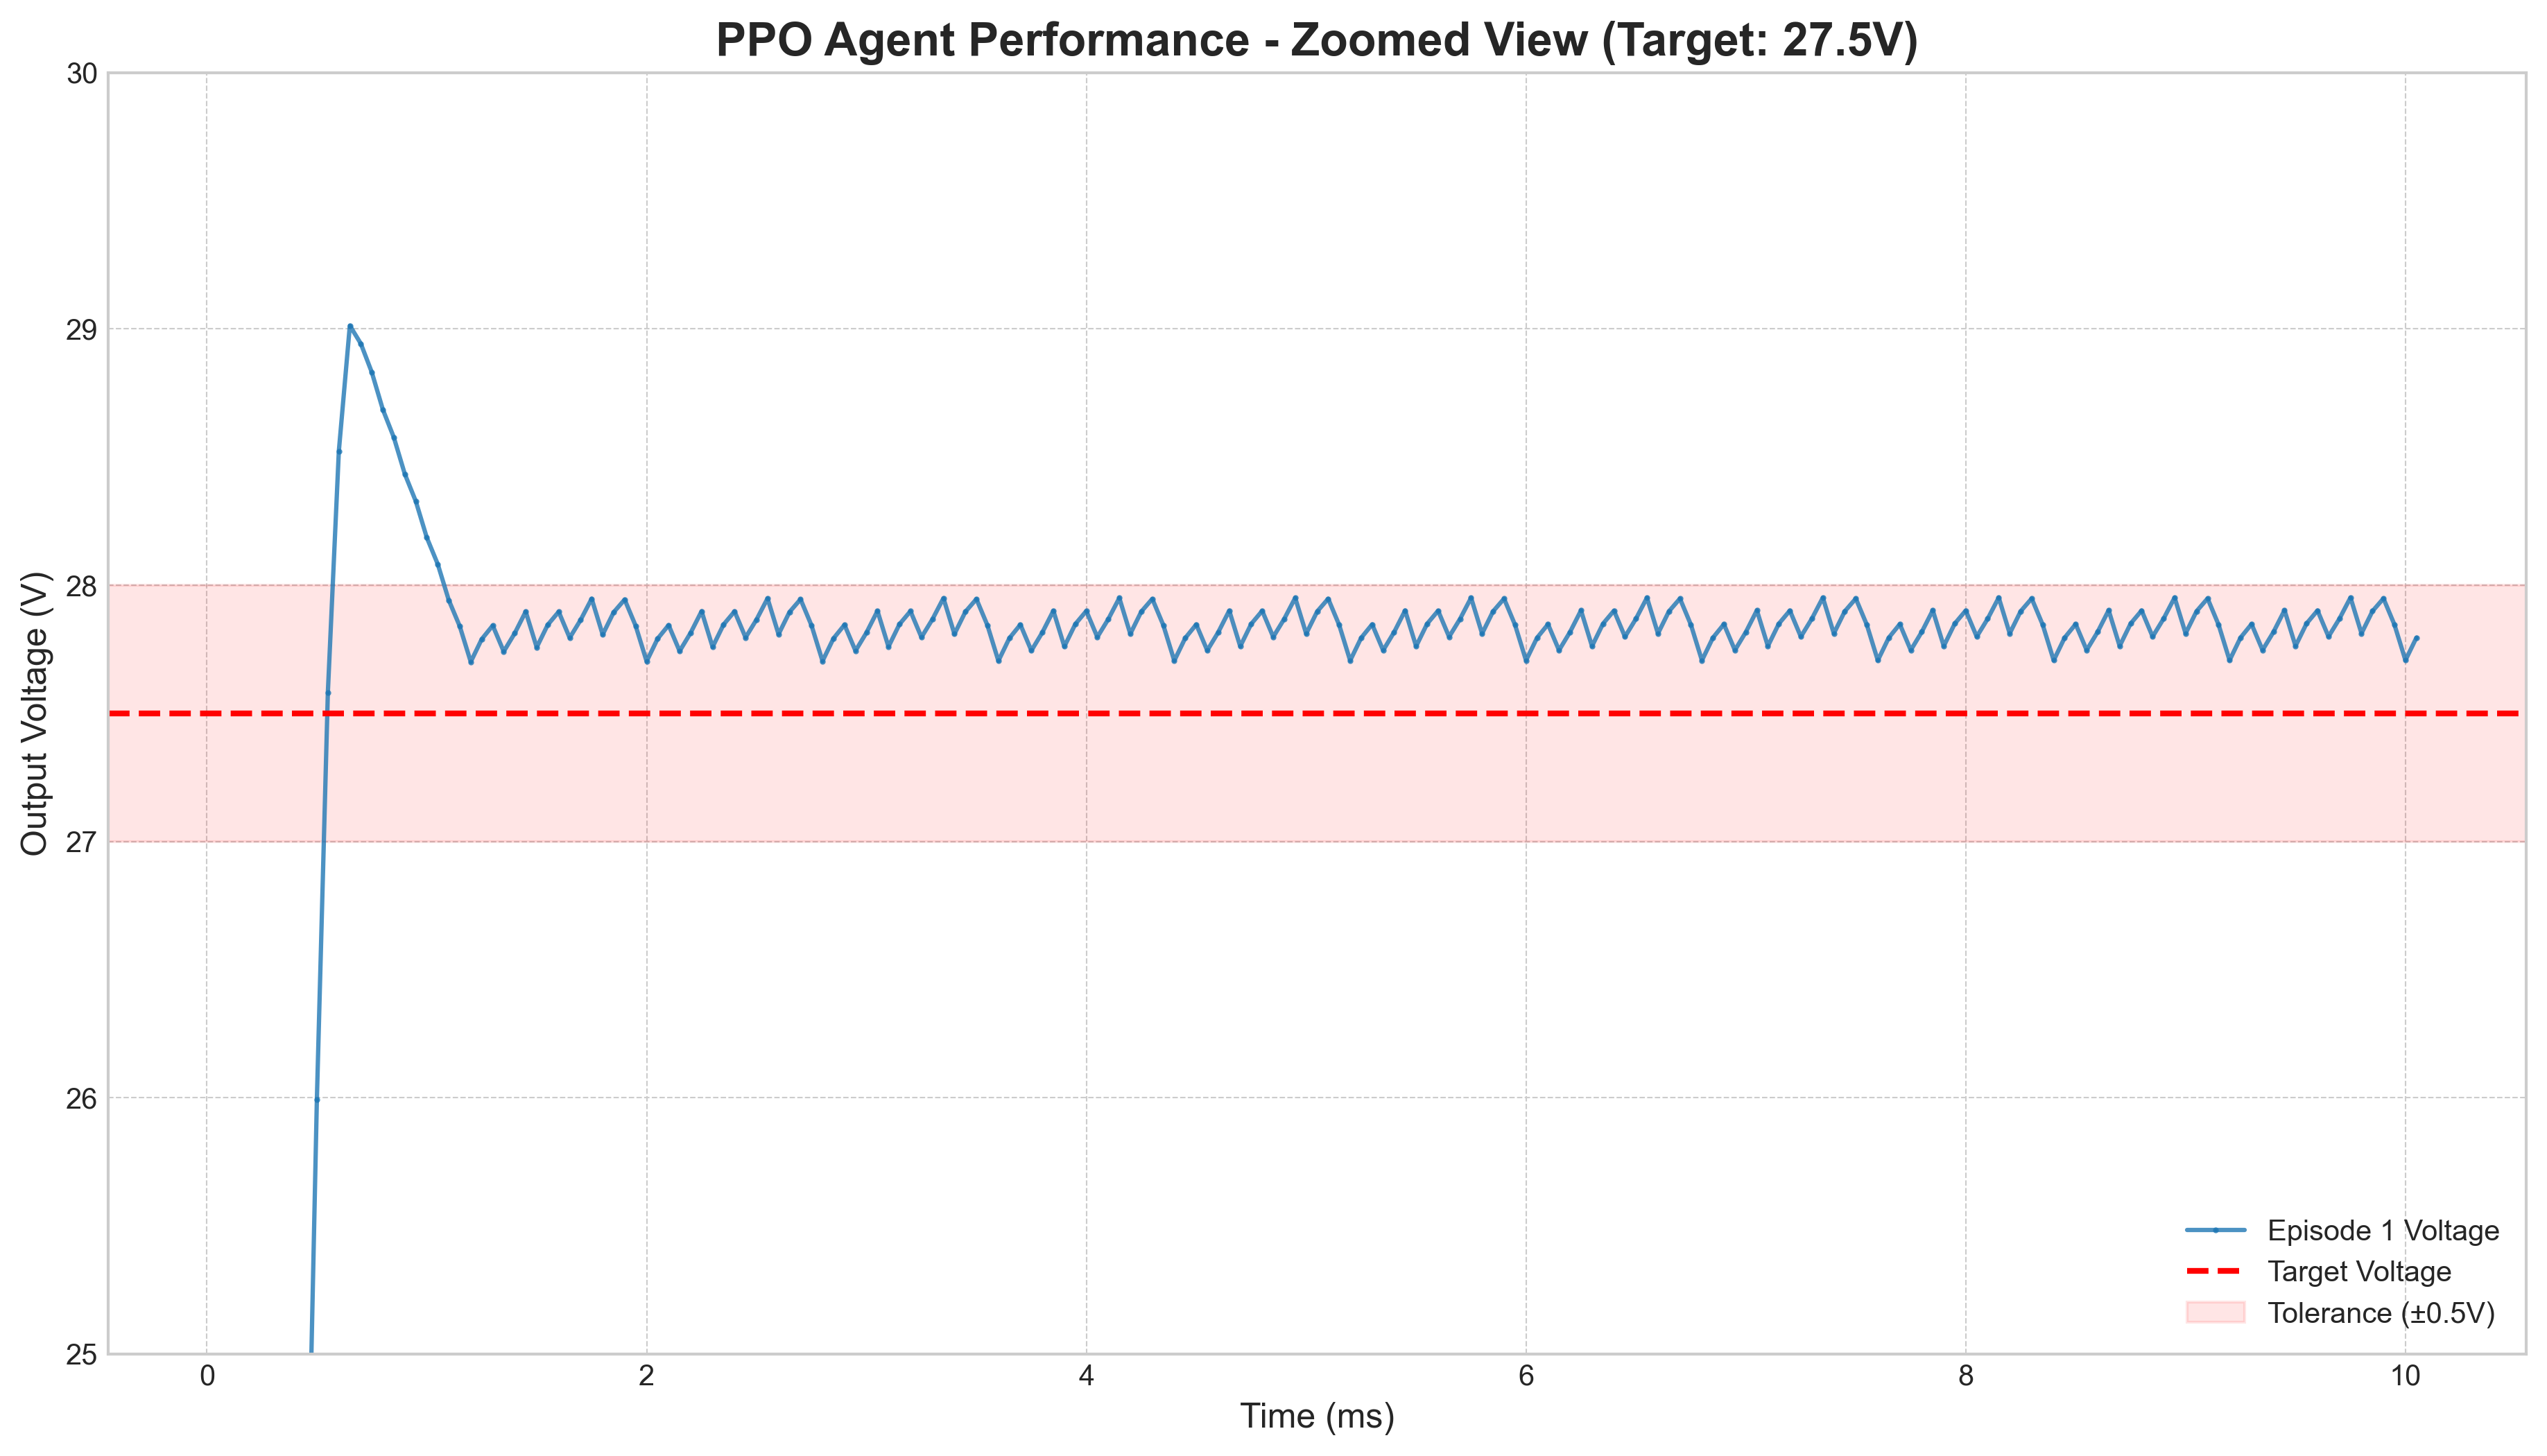 PPO Agent Performance - Zoomed View (Target: 27.5V)
Output Voltage (V)
30
29
28
27
26
25
0 2 4 6 8 10
Time (ms)
Episode 1 Voltage
Target Voltage
Tolerance (±0.5V)